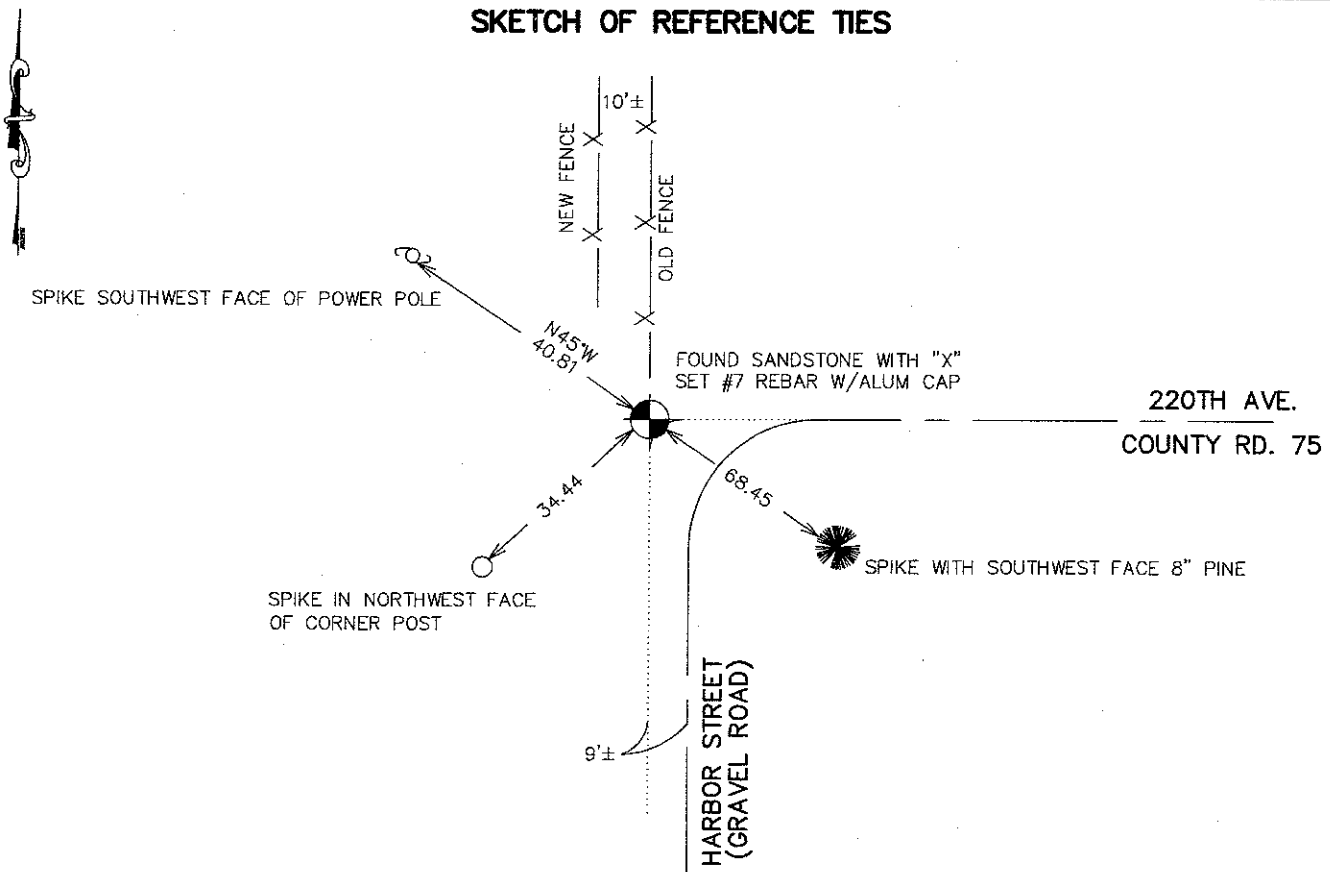 SKETCH OF REFERENCE TIES
10'±
NEW FENCE
OLD FENCE
SPIKE SOUTHWEST FACE OF POWER POLE
N45°W
40.81
FOUND SANDSTONE WITH "X"
SET #7 REBAR W/ALUM CAP
220TH AVE.
COUNTY RD. 75
34.44
68.45
SPIKE WITH SOUTHWEST FACE 8" PINE
SPIKE IN NORTHWEST FACE
OF CORNER POST
9'±
HARBOR STREET
(GRAVEL ROAD)